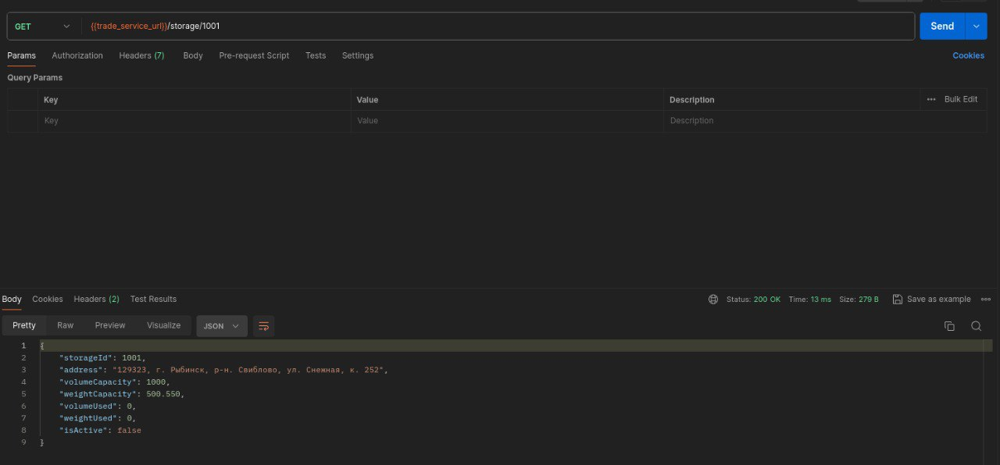 GET {{trade_service_url}}/storage/1001 Send
Params Authorization Headers (7) Body Pre-request Script Tests Settings Cookies
Query Params
Key Value Description ••• Bulk Edit
Key Value Description
Body Cookies Headers (2) Test Results Status: 200 OK Time: 13 ms Size: 279 B Save as example
Pretty Raw Preview Visualize JSON
1 {
2 "storageId": 1001,
3 "address": "129323, г. Рыбинск, р-н. Свиблово, ул. Снежная, к. 252",
4 "volumeCapacity": 1000,
5 "weightCapacity": 500.550,
6 "volumeUsed": 0,
7 "weightUsed": 0,
8 "isActive": false
9 }